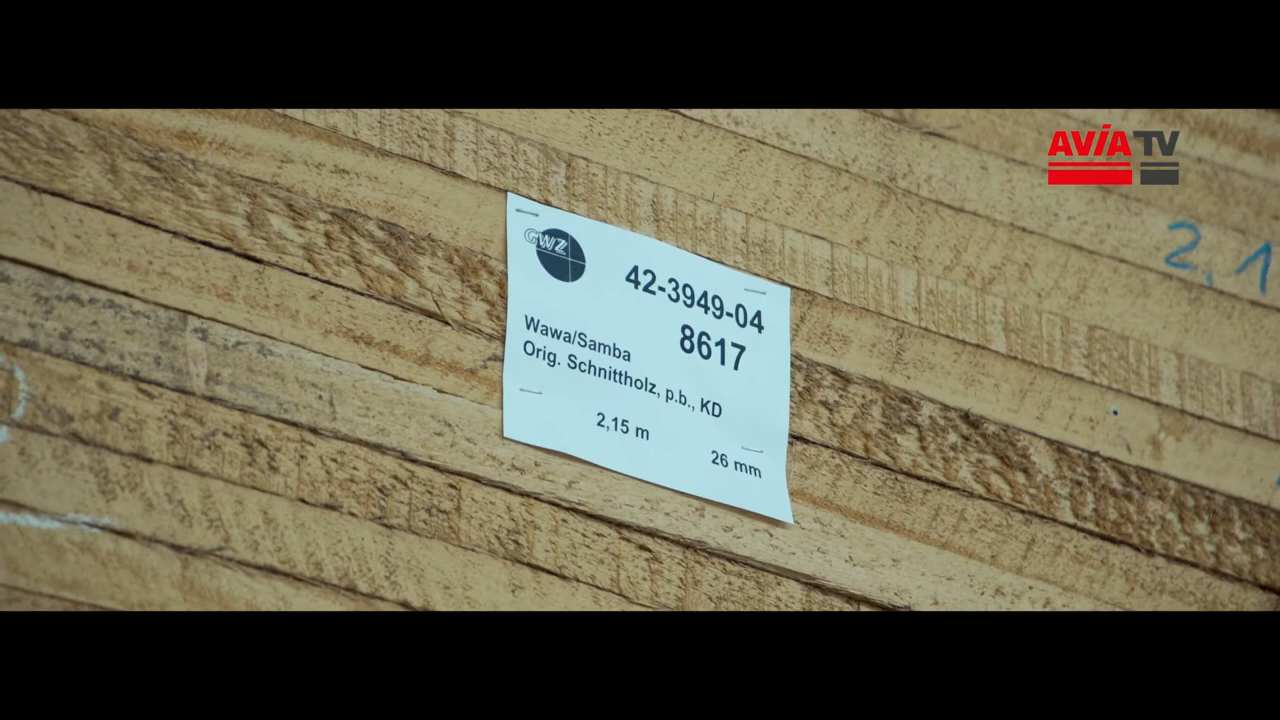 AVIA TV
2,1
GWZ
42-3949-04
8617
Wawa/Samba
Orig. Schnittholz, p.b., KD
2,15 m
26 mm